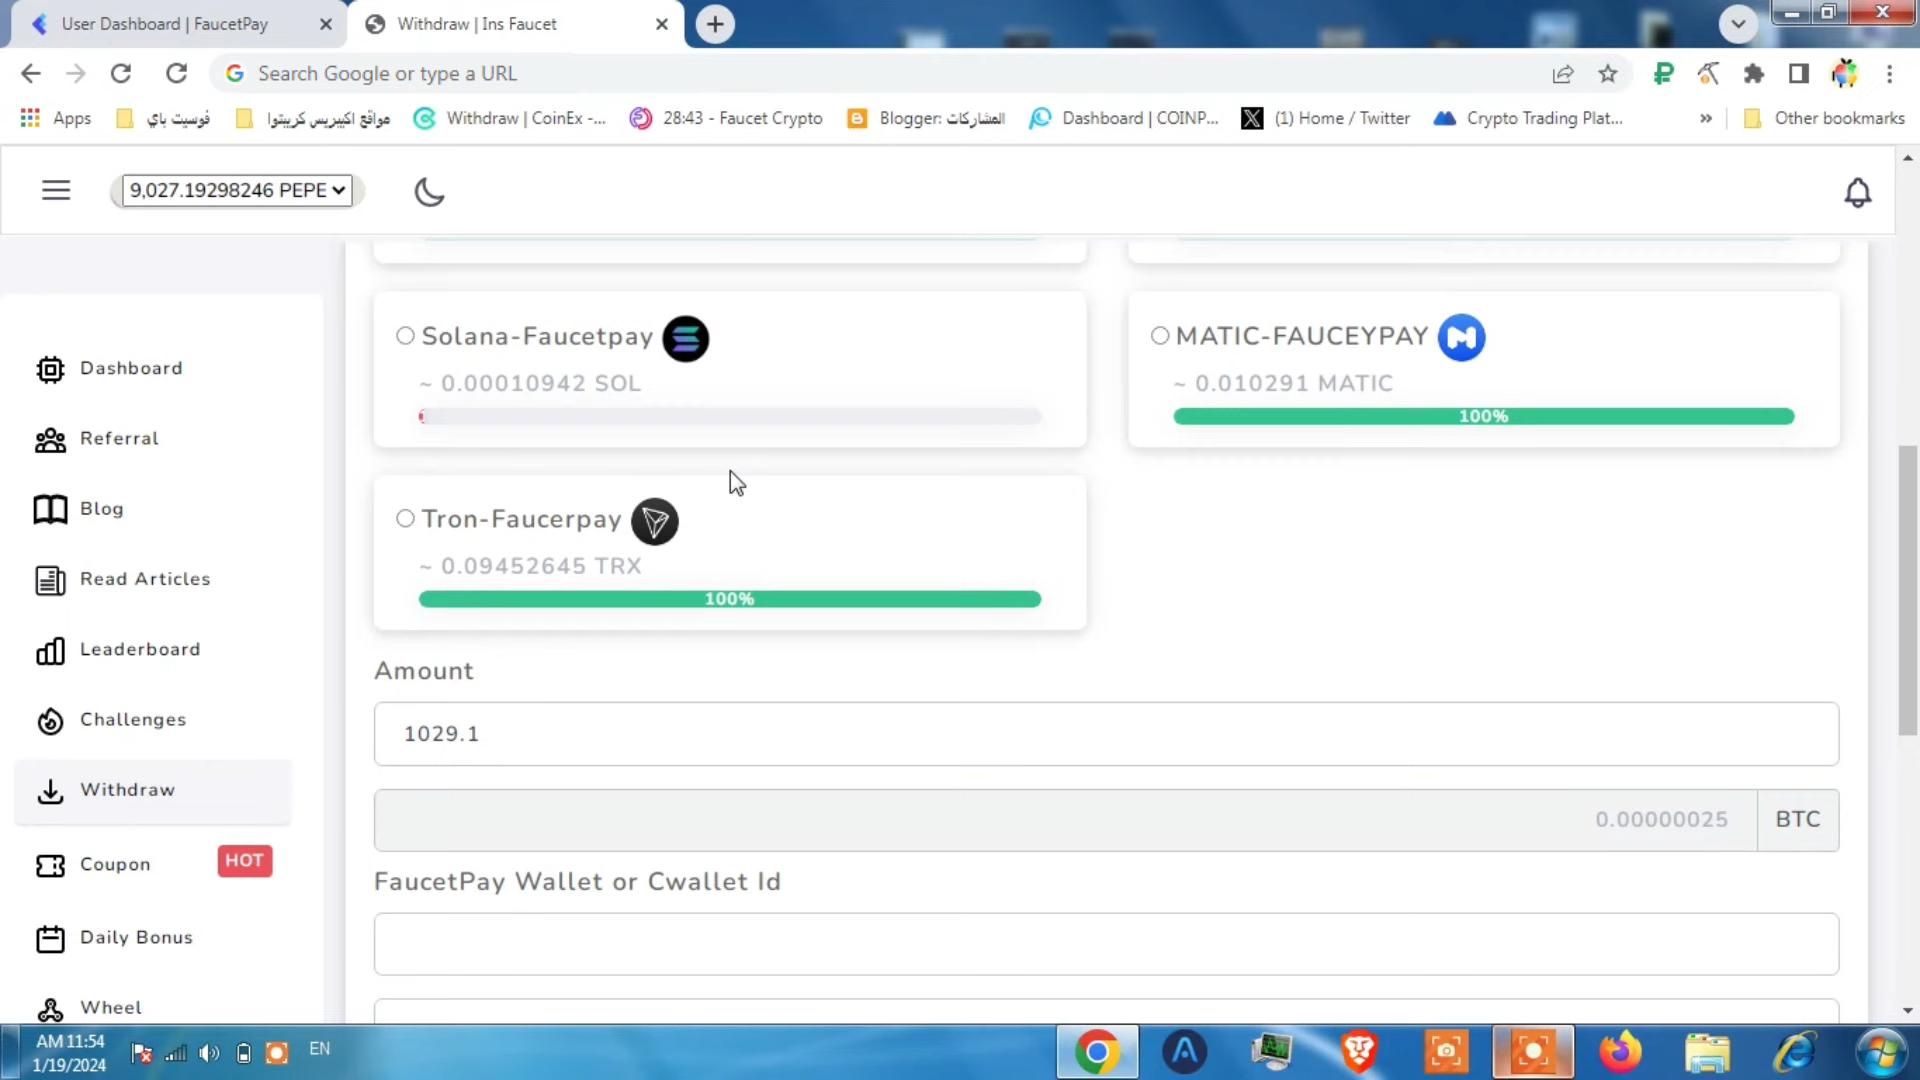 User Dashboard | FaucetPay
Withdraw | Ins Faucet
Search Google or type a URL
Apps
فوسيت باي
مواقع اكسبريس كريبتوا
Withdraw | CoinEx -...
28:43 - Faucet Crypto
Blogger: المشاركات
Dashboard | COINP...
(1) Home / Twitter
Crypto Trading Plat...
»
Other bookmarks
9,027.19298246 PEPE
Dashboard
Referral
Blog
Read Articles
Leaderboard
Challenges
Withdraw
Coupon
HOT
Daily Bonus
Wheel
Solana-Faucetpay
~ 0.00010942 SOL
MATIC-FAUCEYPAY
~ 0.010291 MATIC
100%
Tron-Faucerpay
~ 0.09452645 TRX
100%
Amount
1029.1
0.00000025
BTC
FaucetPay Wallet or Cwallet Id
AM 11:54
1/19/2024
EN